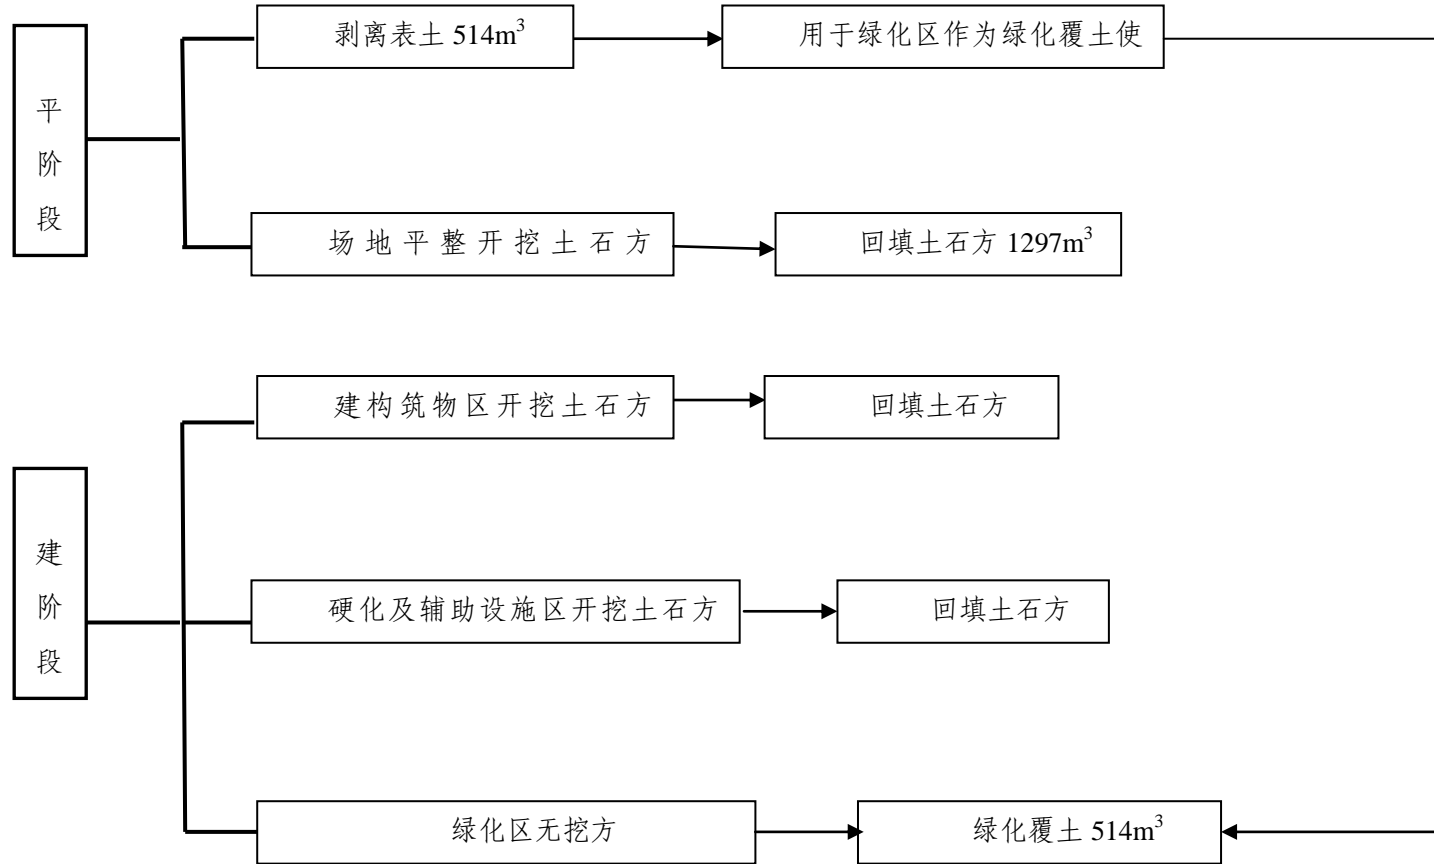 平
阶
段
剥离表土 514m³
用于绿化区作为绿化覆土使
场地平整开挖土石方
回填土石方 1297m³
建
阶
段
建构筑物区开挖土石方
回填土石方
硬化及辅助设施区开挖土石方
回填土石方
绿化区无挖方
绿化覆土 514m³